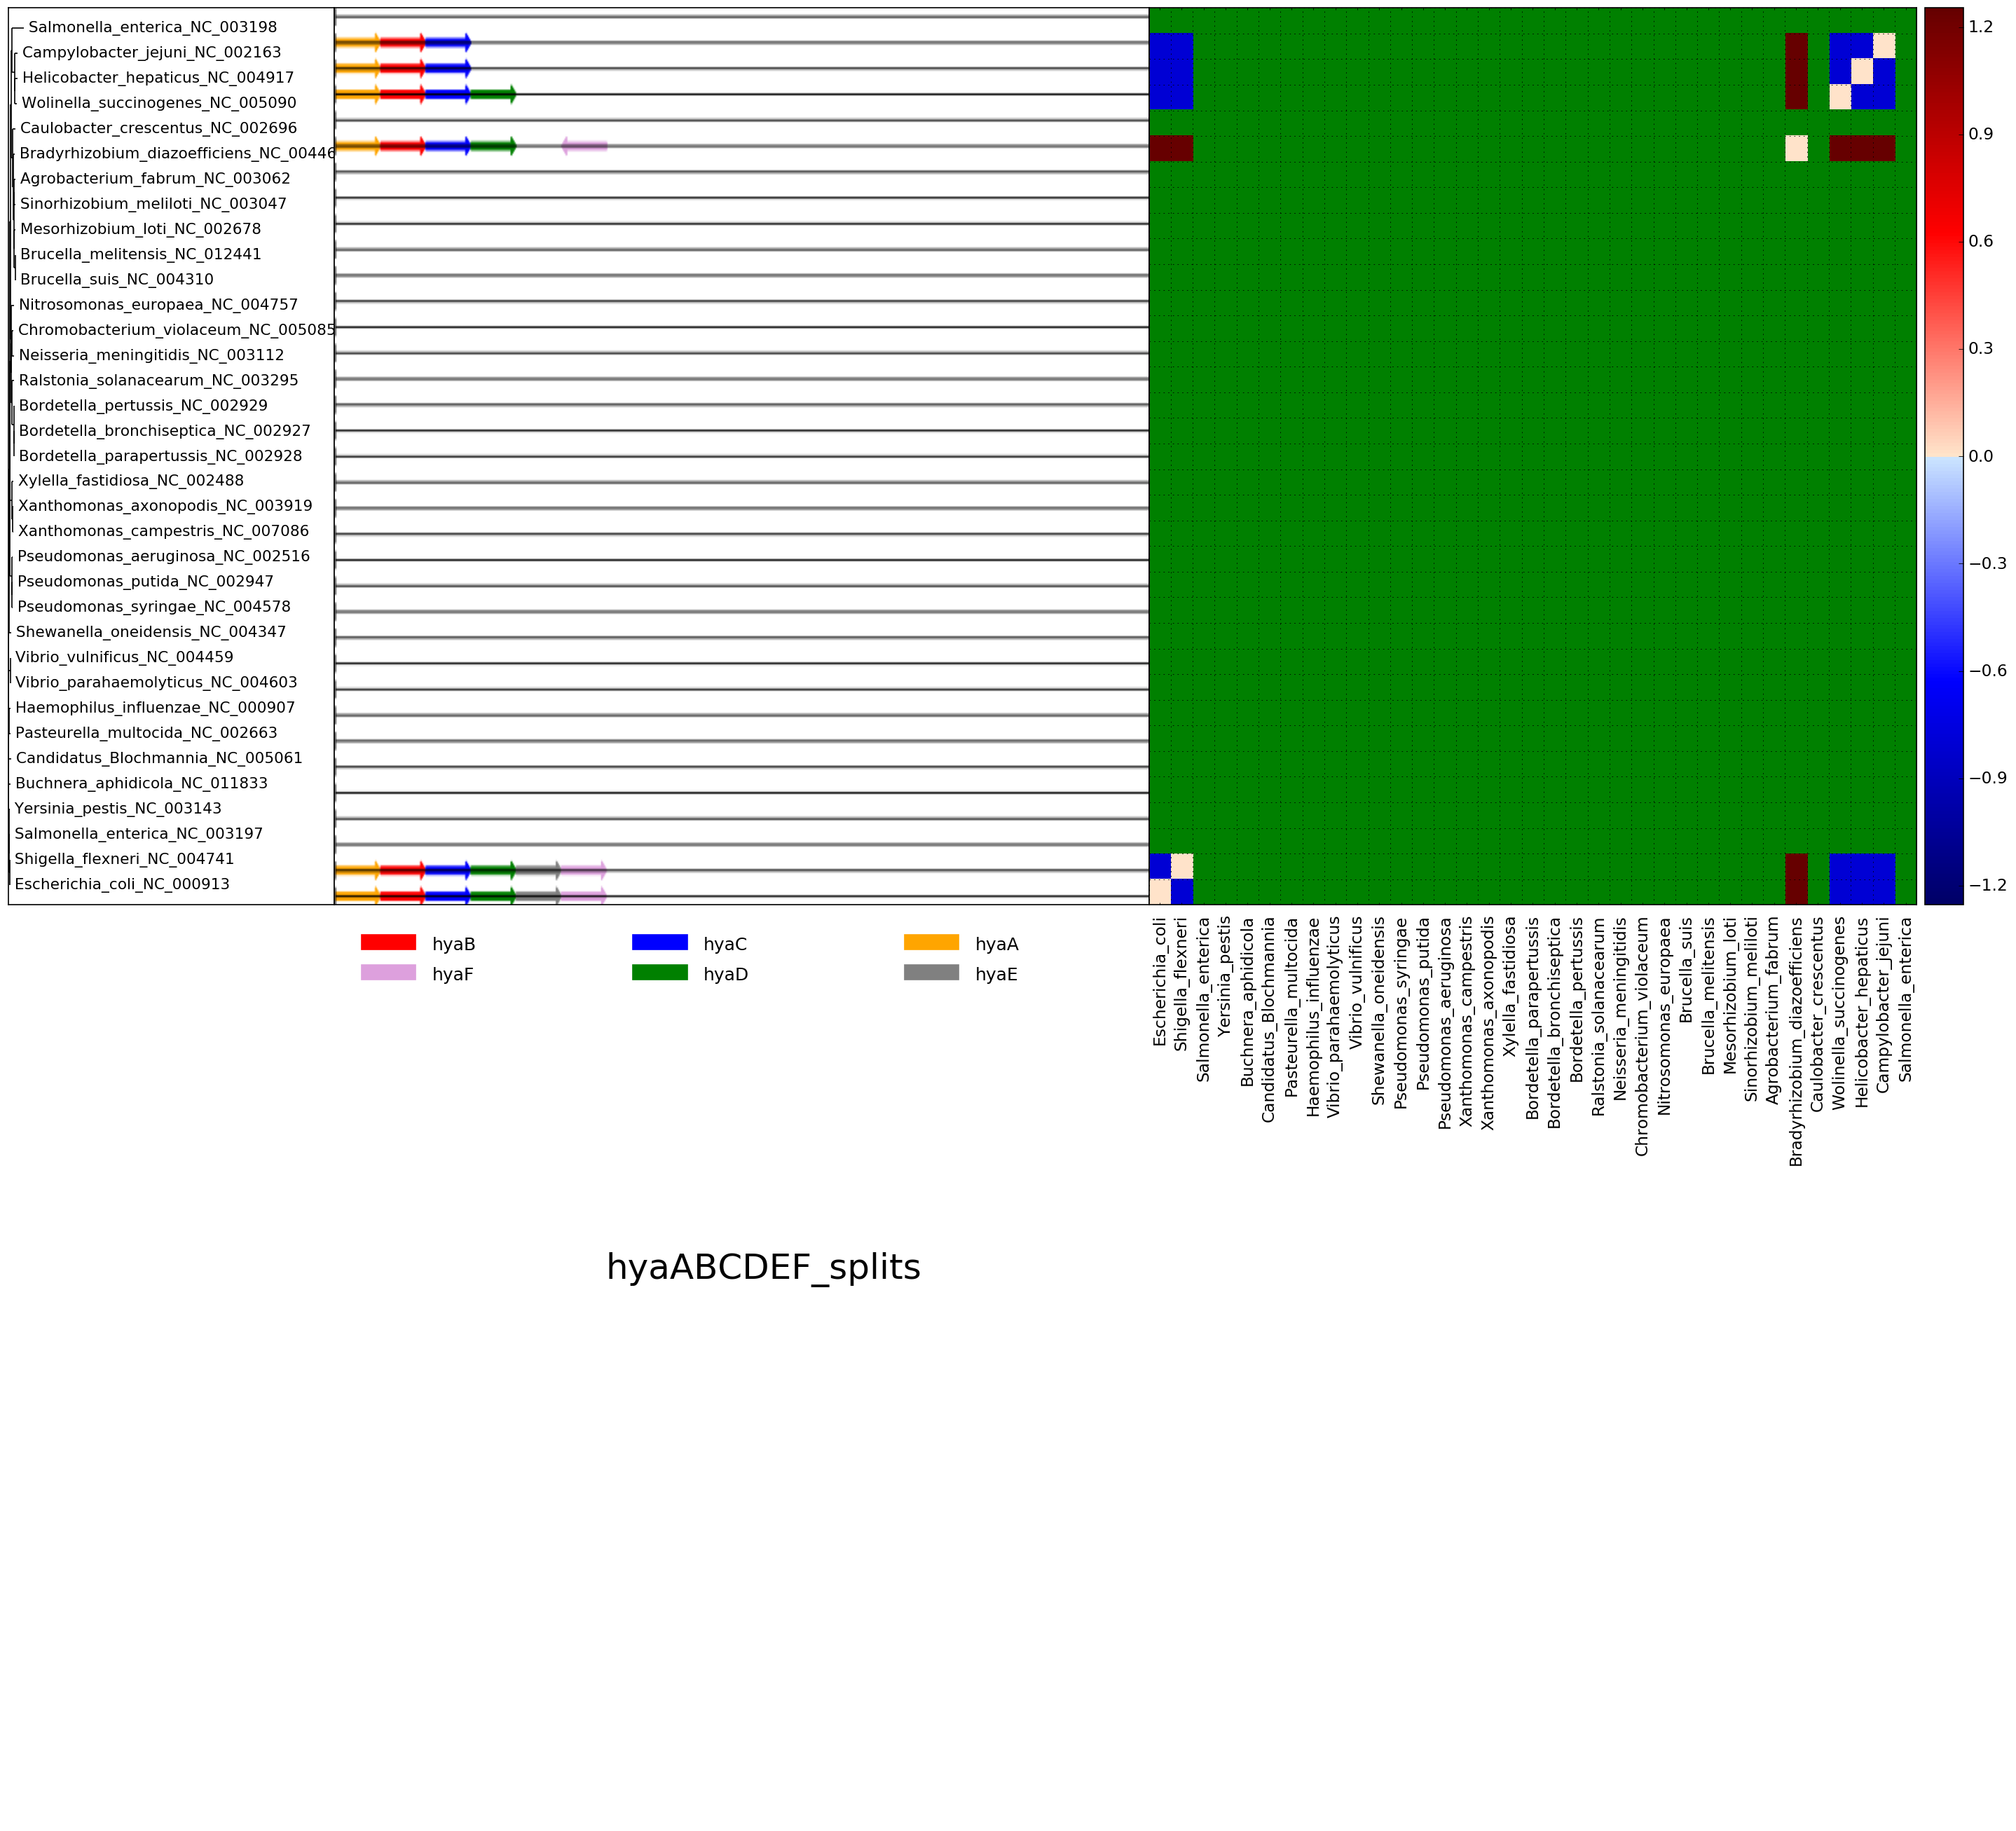 Salmonella_enterica_NC_003198
Campylobacter_jejuni_NC_002163
Helicobacter_hepaticus_NC_004917
Wolinella_succinogenes_NC_005090
Caulobacter_crescentus_NC_002696
Bradyrhizobium_diazoefficiens_NC_00446
Agrobacterium_fabrum_NC_003062
Sinorhizobium_meliloti_NC_003047
Mesorhizobium_loti_NC_002678
Brucella_melitensis_NC_012441
Brucella_suis_NC_004310
Nitrosomonas_europaea_NC_004757
Chromobacterium_violaceum_NC_005085
Neisseria_meningitidis_NC_003112
Ralstonia_solanacearum_NC_003295
Bordetella_pertussis_NC_002929
Bordetella_bronchiseptica_NC_002927
Bordetella_parapertussis_NC_002928
Xylella_fastidiosa_NC_002488
Xanthomonas_axonopodis_NC_003919
Xanthomonas_campestris_NC_007086
Pseudomonas_aeruginosa_NC_002516
Pseudomonas_putida_NC_002947
Pseudomonas_syringae_NC_004578
Shewanella_oneidensis_NC_004347
Vibrio_vulnificus_NC_004459
Vibrio_parahaemolyticus_NC_004603
Haemophilus_influenzae_NC_000907
Pasteurella_multocida_NC_002663
Candidatus_Blochmannia_NC_005061
Buchnera_aphidicola_NC_011833
Yersinia_pestis_NC_003143
Salmonella_enterica_NC_003197
Shigella_flexneri_NC_004741
Escherichia_coli_NC_000913
1.2
0.9
0.6
0.3
0.0
−0.3
−0.6
−0.9
−1.2
hyaB
hyaC
hyaA
hyaF
hyaD
hyaE
Escherichia_coli
Shigella_flexneri
Salmonella_enterica
Yersinia_pestis
Buchnera_aphidicola
Candidatus_Blochmannia
Pasteurella_multocida
Haemophilus_influenzae
Vibrio_parahaemolyticus
Vibrio_vulnificus
Shewanella_oneidensis
Pseudomonas_syringae
Pseudomonas_putida
Pseudomonas_aeruginosa
Xanthomonas_campestris
Xanthomonas_axonopodis
Xylella_fastidiosa
Bordetella_parapertussis
Bordetella_bronchiseptica
Bordetella_pertussis
Ralstonia_solanacearum
Neisseria_meningitidis
Chromobacterium_violaceum
Nitrosomonas_europaea
Brucella_suis
Brucella_melitensis
Mesorhizobium_loti
Sinorhizobium_meliloti
Agrobacterium_fabrum
Bradyrhizobium_diazoefficiens
Caulobacter_crescentus
Wolinella_succinogenes
Helicobacter_hepaticus
Campylobacter_jejuni
Salmonella_enterica
hyaABCDEF_splits